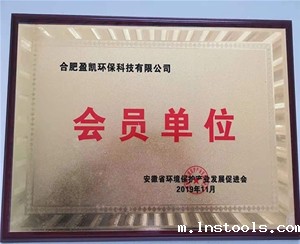 合肥盈凯环保科技有限公司
会员单位
安徽省环境保护产业发展促进会
2019年11月
m.instools.com